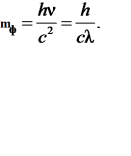 mф = hν/c² = h/cλ.